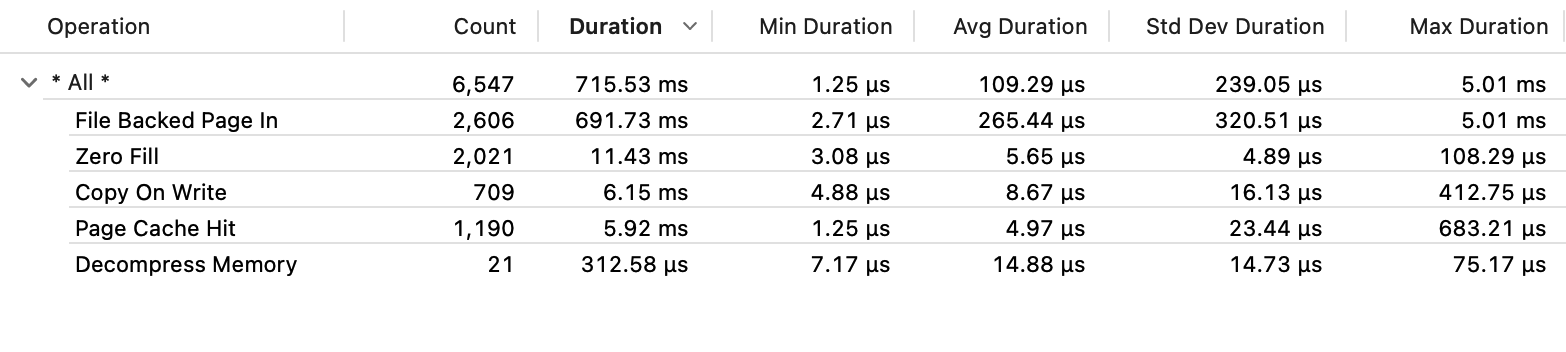 Operation Count Duration Min Duration Avg Duration Std Dev Duration Max Duration
* All * 6,547 715.53 ms 1.25 µs 109.29 µs 239.05 µs 5.01 ms
File Backed Page In 2,606 691.73 ms 2.71 µs 265.44 µs 320.51 µs 5.01 ms
Zero Fill 2,021 11.43 ms 3.08 µs 5.65 µs 4.89 µs 108.29 µs
Copy On Write 709 6.15 ms 4.88 µs 8.67 µs 16.13 µs 412.75 µs
Page Cache Hit 1,190 5.92 ms 1.25 µs 4.97 µs 23.44 µs 683.21 µs
Decompress Memory 21 312.58 µs 7.17 µs 14.88 µs 14.73 µs 75.17 µs